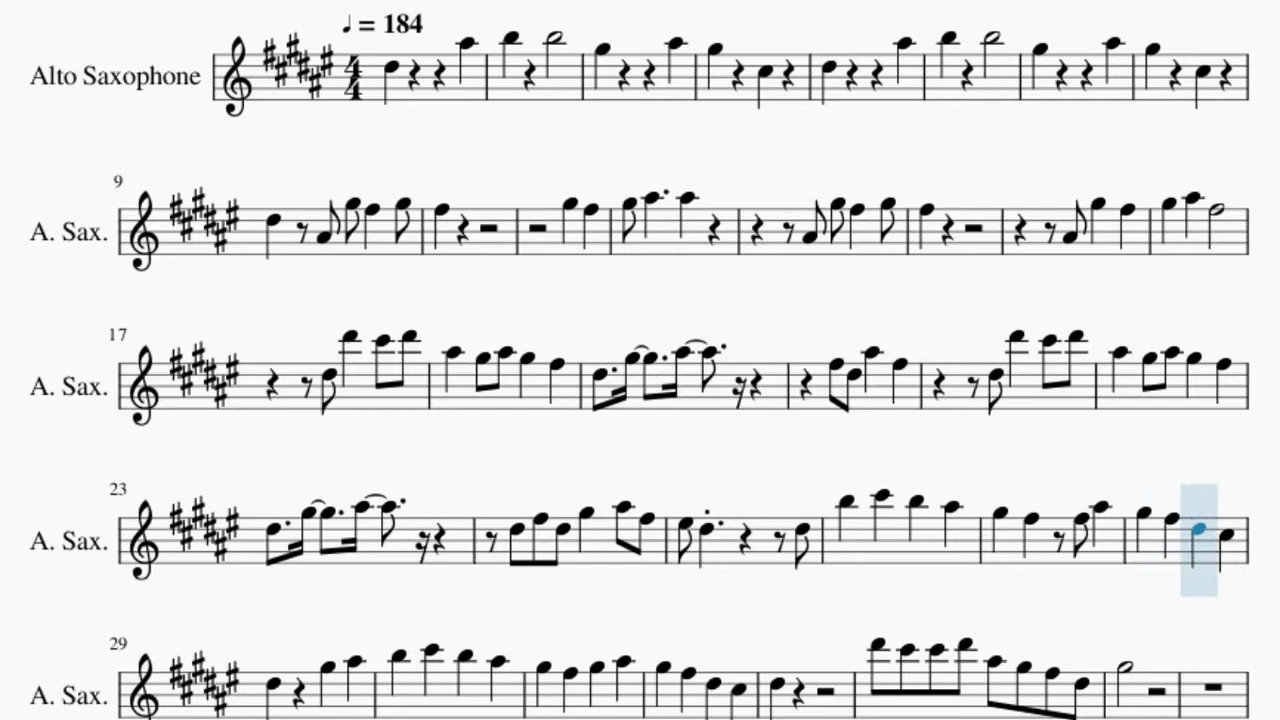 ♩ = 184
Alto Saxophone
4
4
9
A. Sax.
17
A. Sax.
23
A. Sax.
29
A. Sax.